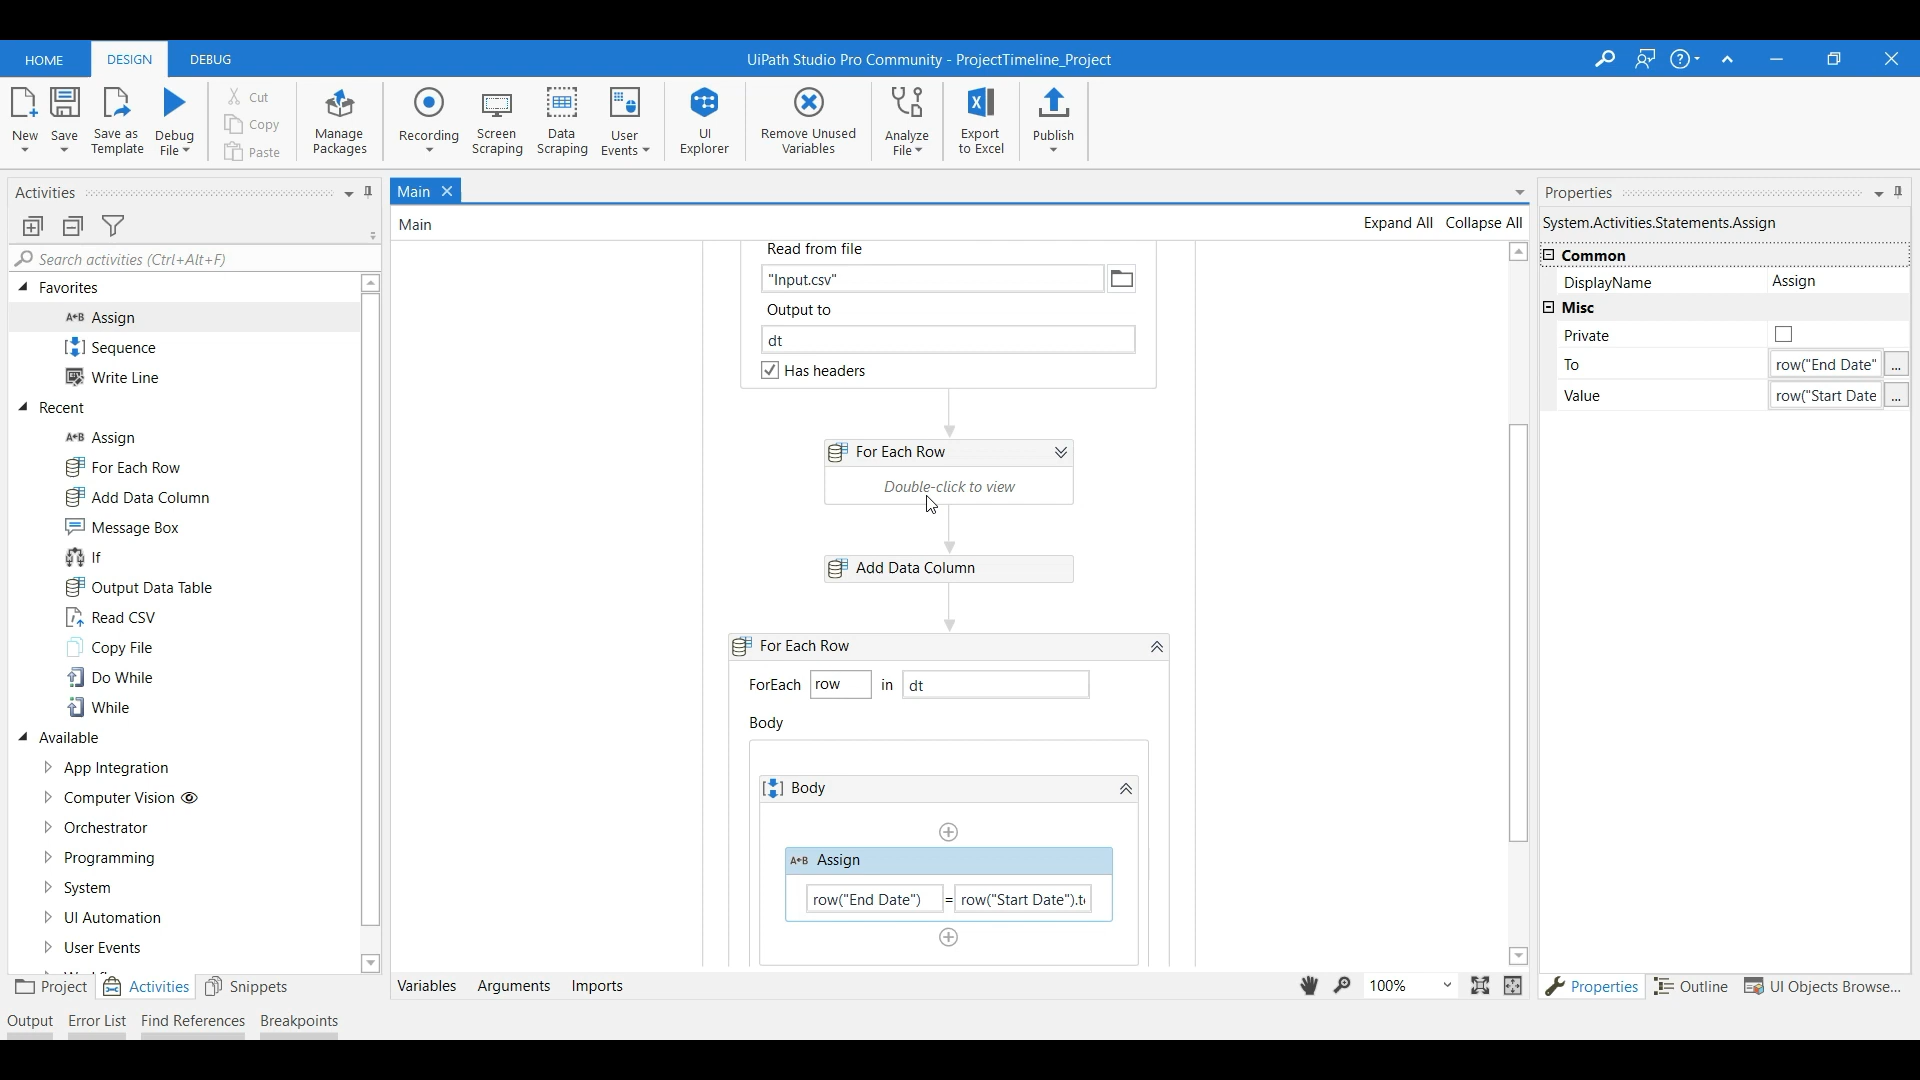 HOME DESIGN DEBUG UiPath Studio Pro Community - ProjectTimeline_Project
New Save Save as Template Debug File Cut Copy Paste Manage Packages Recording Screen Scraping Data Scraping User Events UI Explorer Remove Unused Variables Analyze File Export to Excel Publish
Activities
Search activities (Ctrl+Alt+F)
Favorites
A←B Assign
Sequence
Write Line
Recent
A←B Assign
For Each Row
Add Data Column
Message Box
If
Output Data Table
Read CSV
Copy File
Do While
While
Available
App Integration
Computer Vision
Orchestrator
Programming
System
UI Automation
User Events
Project Activities Snippets
Main
Main Expand All Collapse All
Read from file
"Input.csv"
Output to
dt
Has headers
For Each Row
Double-click to view
Add Data Column
For Each Row
ForEach row in dt
Body
Body
A←B Assign
row("End Date") = row("Start Date").t
Variables Arguments Imports 100%
Properties
System.Activities.Statements.Assign
Common
DisplayName Assign
Misc
Private
To row("End Date" ...
Value row("Start Date ...
Properties Outline UI Objects Browse...
Output Error List Find References Breakpoints